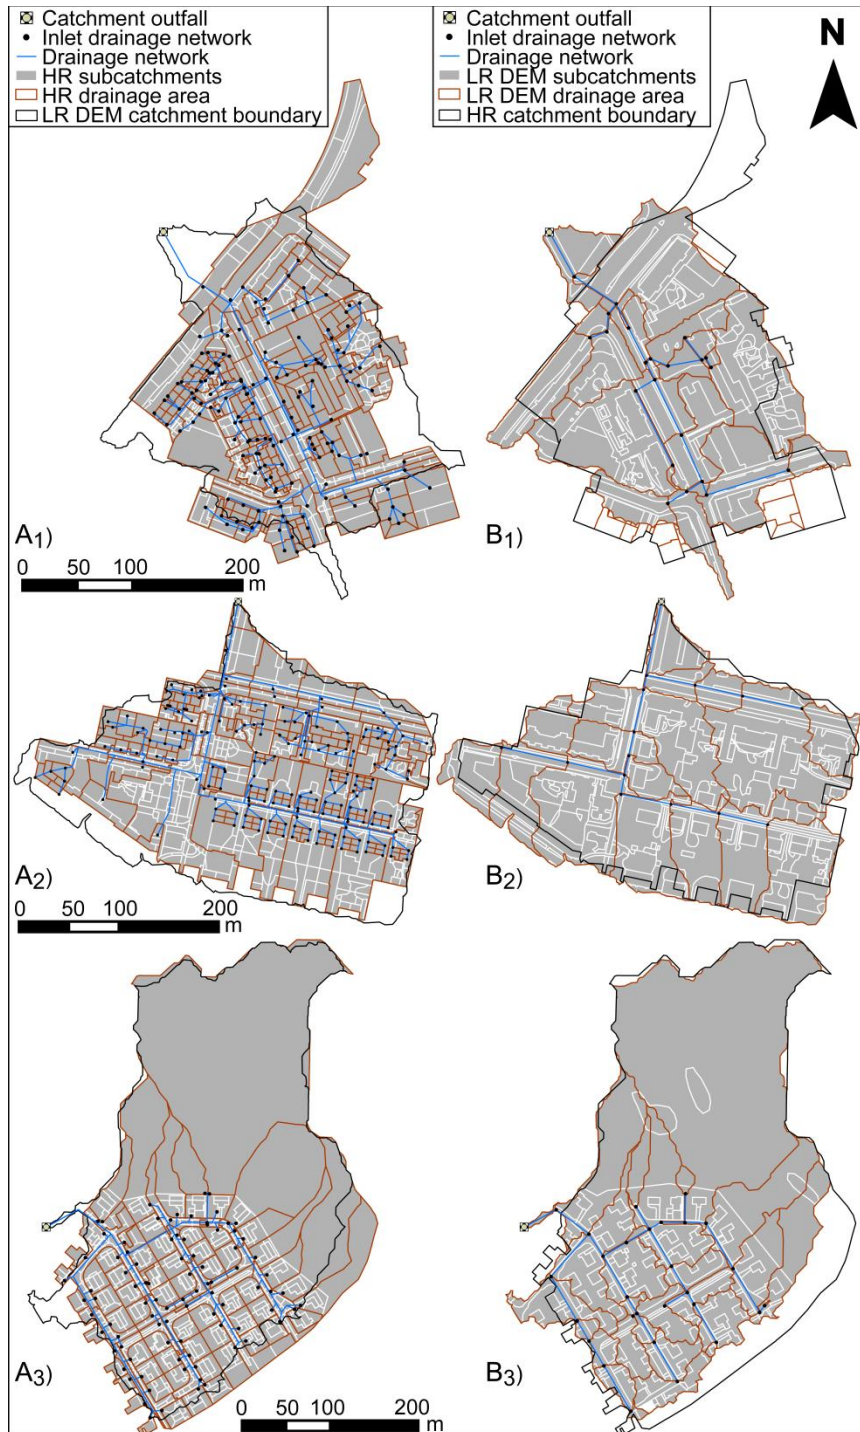 Catchment outfall
Inlet drainage network
Drainage network
HR subcatchments
HR drainage area
LR DEM catchment boundary
Catchment outfall
Inlet drainage network
Drainage network
LR DEM subcatchments
LR DEM drainage area
HR catchment boundary
N
A1)
B1)
0 50 100 200
m
A2)
B2)
0 50 100 200
m
A3)
B3)
0 50 100 200
m